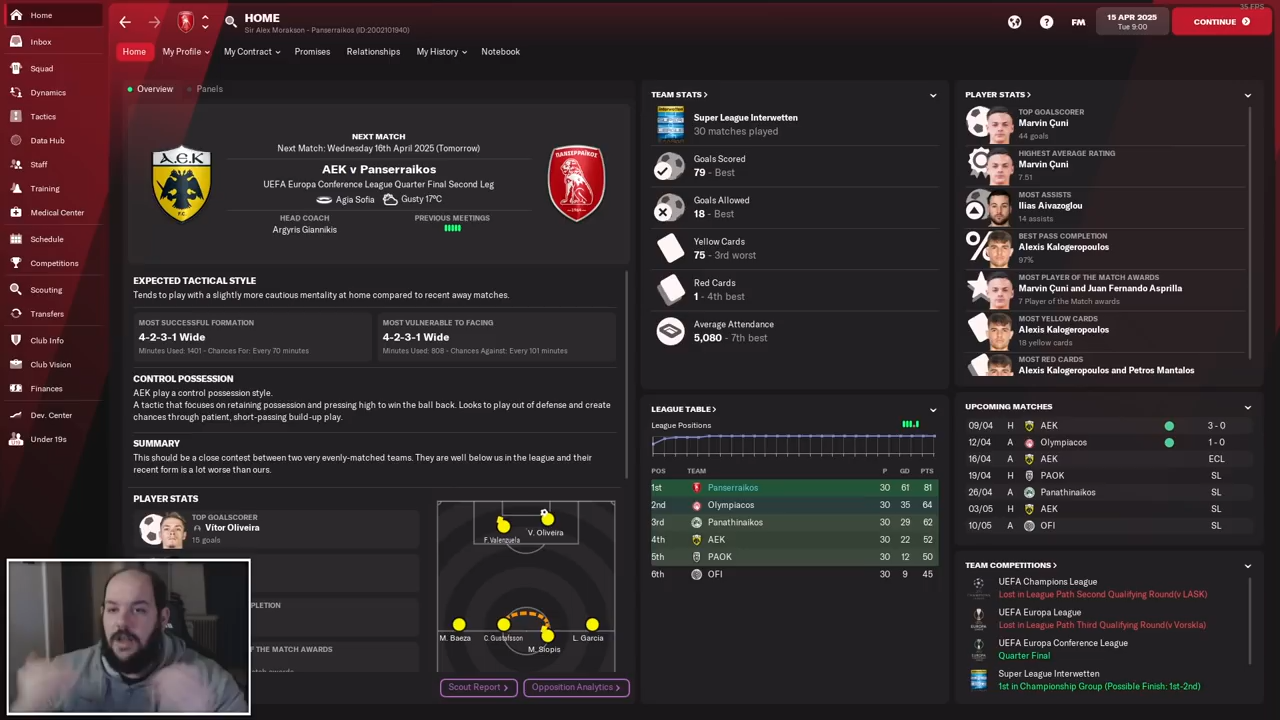 35 FPS
Home
HOME
Sir Alex Morakson - Panserraikos (ID:2002101940)
FM
15 APR 2025
Tue 9:00
CONTINUE
Inbox
Squad
Dynamics
Tactics
Data Hub
Staff
Training
Medical Center
Schedule
Competitions
Scouting
Transfers
Club Info
Club Vision
Finances
Dev. Center
Under 19s
Home
My Profile
My Contract
Promises
Relationships
My History
Notebook
Overview
Panels
NEXT MATCH
Next Match: Wednesday 16th April 2025 (Tomorrow)
AEK v Panserraikos
UEFA Europa Conference League Quarter Final Second Leg
Agia Sofia
Gusty 17°C
HEAD COACH
Argyris Giannikis
PREVIOUS MEETINGS
A.E.K
F.C.
ΠΑΝΣΕΡΡΑΪΚΟΣ
EXPECTED TACTICAL STYLE
Tends to play with a slightly more cautious mentality at home compared to recent away matches.
MOST SUCCESSFUL FORMATION
4-2-3-1 Wide
Minutes Used: 1401 - Chances For: Every 70 minutes
MOST VULNERABLE TO FACING
4-2-3-1 Wide
Minutes Used: 808 - Chances Against: Every 101 minutes
CONTROL POSSESSION
AEK play a control possession style.
A tactic that focuses on retaining possession and pressing high to win the ball back. Looks to play out of defense and create
chances through patient, short-passing build-up play.
SUMMARY
This should be a close contest between two very evenly-matched teams. They are well below us in the league and their
recent form is a lot worse than ours.
PLAYER STATS
TOP GOALSCORER
Vítor Oliveira
15 goals
MPLETION
F THE MATCH AWARDS
F. Valenzuela
V. Oliveira
M. Baeza
C. Gustafsson
M. Siopis
L. Garcia
Scout Report
Opposition Analytics
TEAM STATS
Super League Interwetten
30 matches played
Goals Scored
79 - Best
Goals Allowed
18 - Best
Yellow Cards
75 - 3rd worst
Red Cards
1 - 4th best
Average Attendance
5,080 - 7th best
LEAGUE TABLE
League Positions
POS TEAM P GD PTS
1st Panserraikos 30 61 81
2nd Olympiacos 30 35 64
3rd Panathinaikos 30 29 62
4th AEK 30 22 52
5th PAOK 30 12 50
6th OFI 30 9 45
PLAYER STATS
TOP GOALSCORER
Marvin Çuni
44 goals
HIGHEST AVERAGE RATING
Marvin Çuni
7.51
MOST ASSISTS
Ilias Aivazoglou
14 assists
BEST PASS COMPLETION
Alexis Kalogeropoulos
97%
MOST PLAYER OF THE MATCH AWARDS
Marvin Çuni and Juan Fernando Asprilla
7 Player of the Match awards
MOST YELLOW CARDS
Alexis Kalogeropoulos
18 yellow cards
MOST RED CARDS
Alexis Kalogeropoulos and Petros Mantalos
UPCOMING MATCHES
09/04 H AEK 3 - 0
12/04 A Olympiacos 1 - 0
16/04 A AEK ECL
19/04 H PAOK SL
26/04 A Panathinaikos SL
03/05 H AEK SL
10/05 A OFI SL
TEAM COMPETITIONS
UEFA Champions League
Lost in League Path Second Qualifying Round(v LASK)
UEFA Europa League
Lost in League Path Third Qualifying Round(v Vorskla)
UEFA Europa Conference League
Quarter Final
Super League Interwetten
1st in Championship Group (Possible Finish: 1st-2nd)